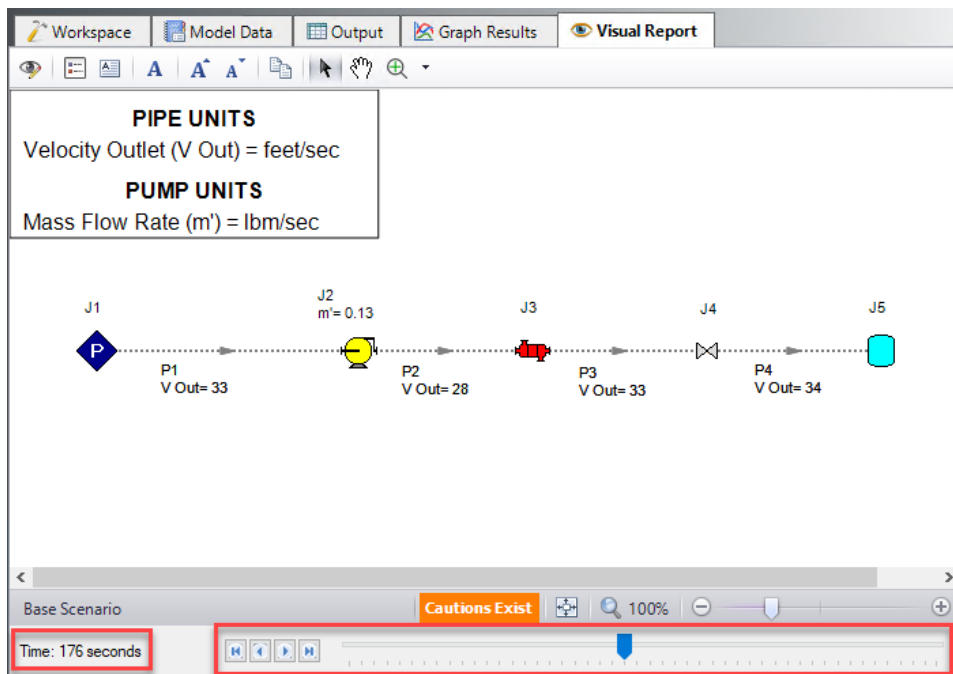 Workspace Model Data Output Graph Results Visual Report
A A A
PIPE UNITS
Velocity Outlet (V Out) = feet/sec
PUMP UNITS
Mass Flow Rate (m') = lbm/sec
J1 J2 J3 J4 J5
m'= 0.13
P
P1 P2 P3 P4
V Out= 33 V Out= 28 V Out= 33 V Out= 34
Base Scenario Cautions Exist 100%
Time: 176 seconds